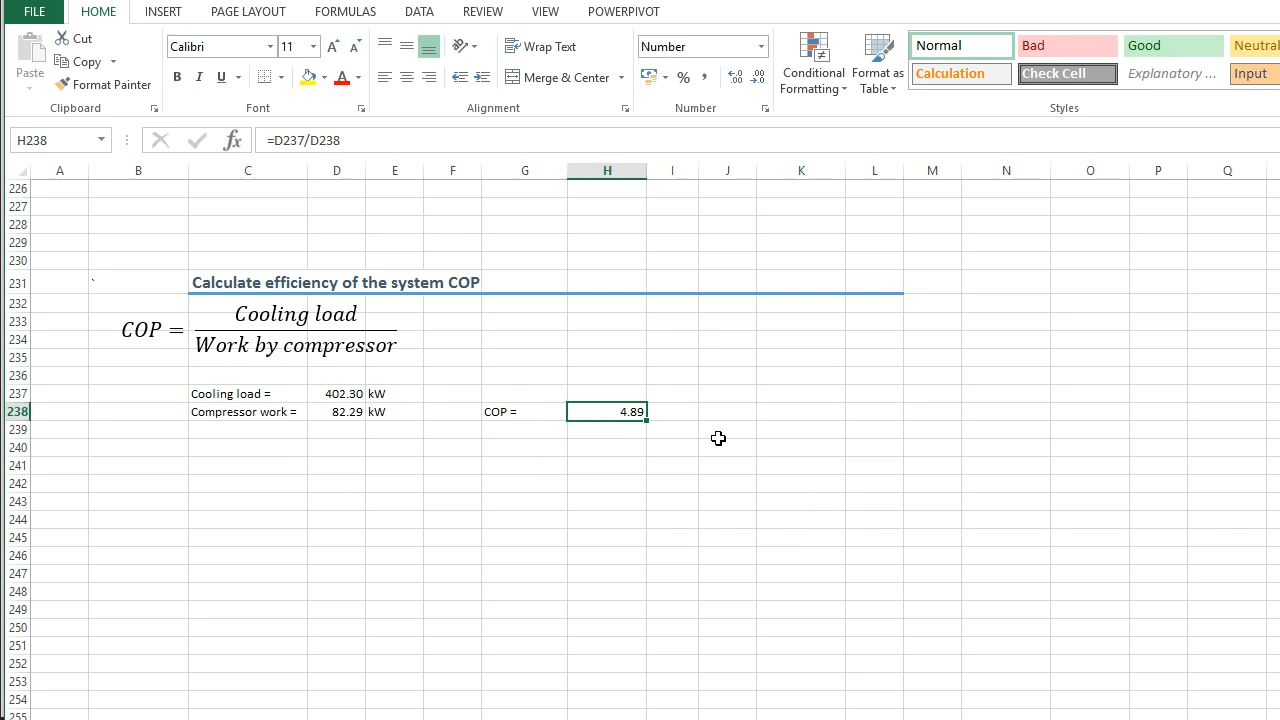 FILE HOME INSERT PAGE LAYOUT FORMULAS DATA REVIEW VIEW POWERPIVOT
Paste
Cut
Copy
Format Painter
Clipboard
Calibri 11 A A
B I U A
Font
Wrap Text
Merge & Center
Alignment
Number
% ,
Number
Conditional Formatting
Format as Table
Normal Bad Good Neutral
Calculation Check Cell Explanatory ... Input
Styles
H238 fx =D237/D238
A B C D E F G H I J K L M N O P Q
226
227
228
229
230
231 ` Calculate efficiency of the system COP
232
233
234
COP = Cooling load
Work by compressor
235
236
237 Cooling load = 402.30 kW
238 Compressor work = 82.29 kW COP = 4.89
239
240
241
242
243
244
245
246
247
248
249
250
251
252
253
254
255